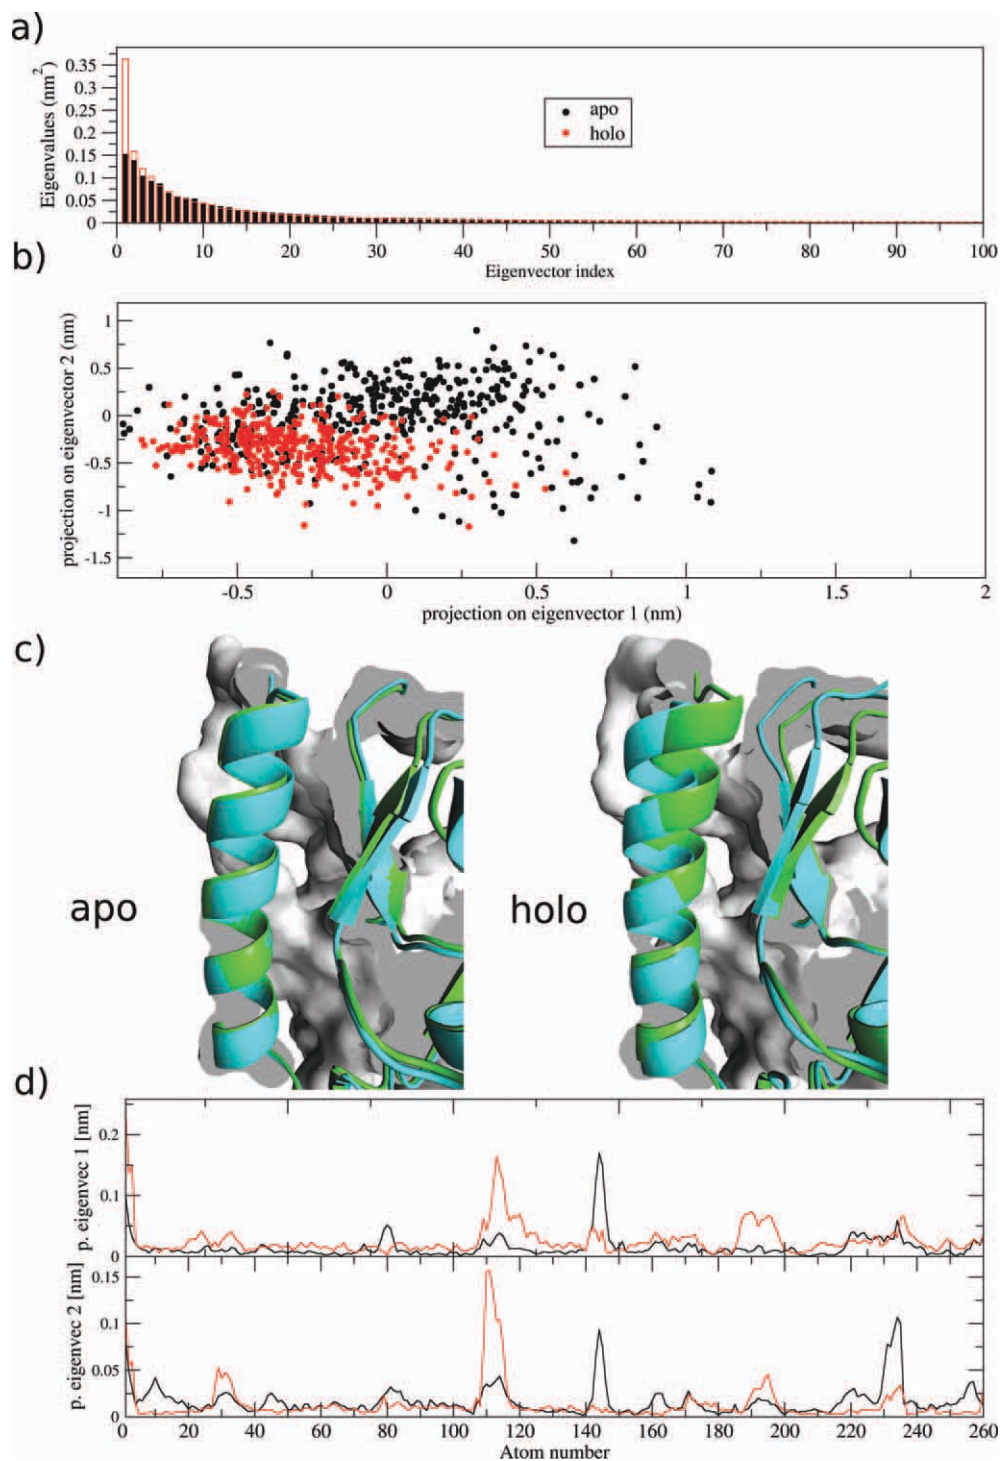 a)
Eigenvalues (nm2)
0.35
0.3
0.25
0.2
0.15
0.1
0.05
0
apo
holo
0 10 20 30 40 50 60 70 80 90 100
Eigenvector index
b)
projection on eigenvector 2 (nm)
1
0.5
0
-0.5
-1
-1.5
-0.5 0 0.5 1 1.5 2
projection on eigenvector 1 (nm)
c)
apo
holo
d)
p. eigenvec 1 [nm]
0.2
0.1
0
p. eigenvec 2 [nm]
0.15
0.1
0.05
0
0 20 40 60 80 100 120 140 160 180 200 220 240 260
Atom number